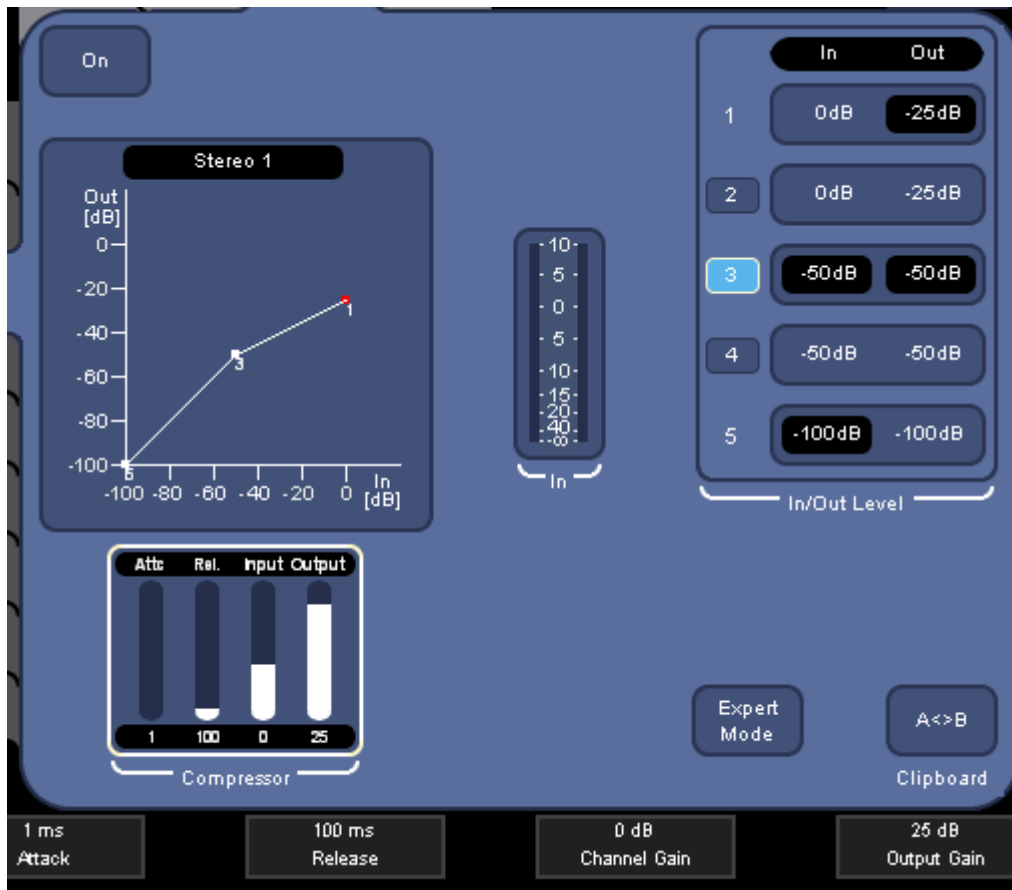 On
In Out
1 0dB -25dB
2 0dB -25dB
3 -50dB -50dB
4 -50dB -50dB
5 -100dB -100dB
In/Out Level
Stereo 1
Out
[dB]
0
-20
-40
-60
-80
-100
-100 -80 -60 -40 -20 0
In
[dB]
1
3
5
-10-
- 5 -
- 0 -
- 5 -
-10-
-15-
-20-
-40-
-∞-
In
Attc Rel. Input Output
1 100 0 25
Compressor
Expert
Mode
A<>B
Clipboard
1 ms
Attack
100 ms
Release
0 dB
Channel Gain
25 dB
Output Gain